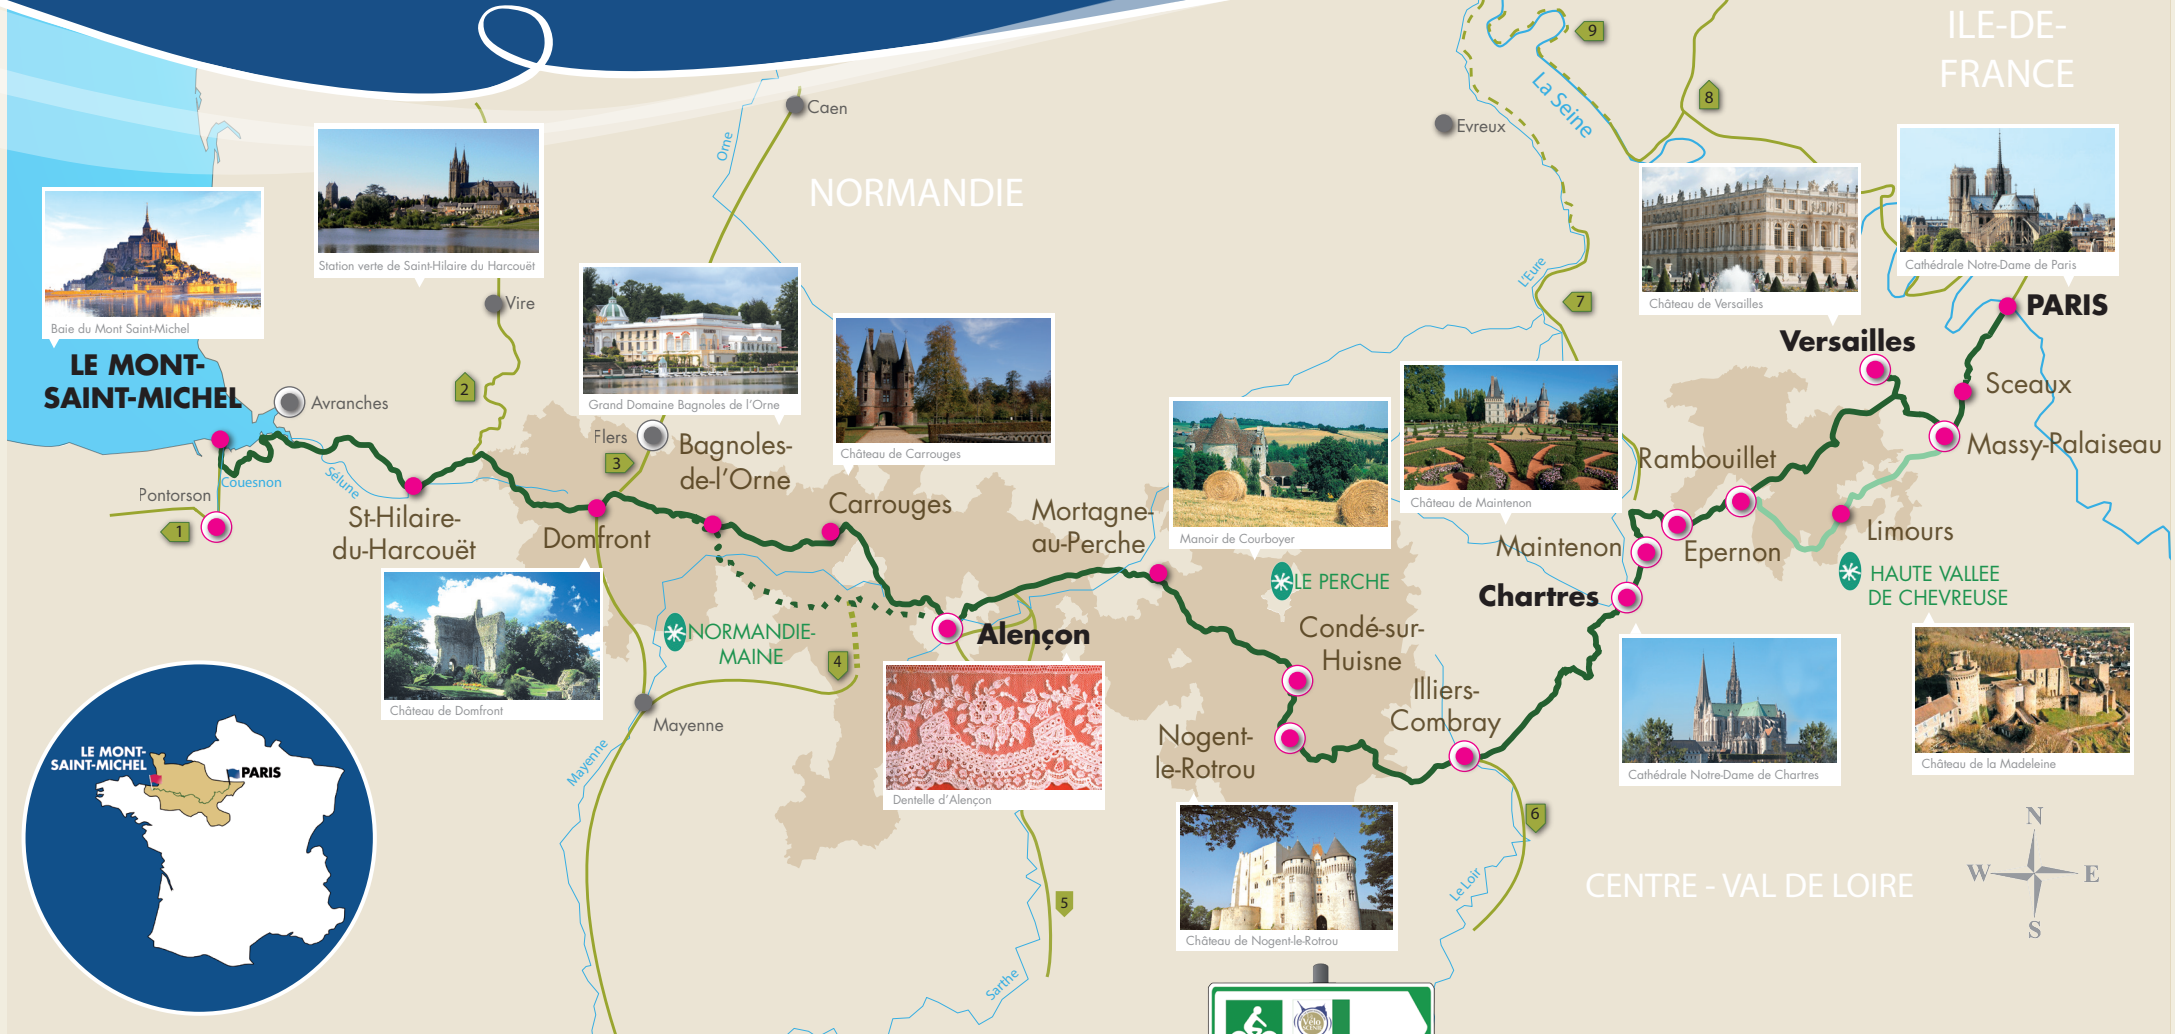 ILE-DE-
FRANCE
9
8
La Seine
Caen
Evreux
Orne
NORMANDIE
Station verte de Saint-Hilaire du Harcouët
Cathédrale Notre-Dame de Paris
L'Eure
7
Vire
Château de Versailles
PARIS
Baie du Mont Saint-Michel
Versailles
LE MONT-
SAINT-MICHEL
2
Avranches
Grand Domaine Bagnoles de l'Orne
Sceaux
Flers
3
Bagnoles-
de-l'Orne
Château de Carrouges
Massy-Palaiseau
Rambouillet
Couesnon
Sélune
Pontorson
1
St-Hilaire-
du-Harcouët
Domfront
Carrouges
Mortagne-
au-Perche
Manoir de Courboyer
Château de Maintenon
Maintenon
Epernon
Limours
LE PERCHE
Chartres
HAUTE VALLEE
DE CHEVREUSE
NORMANDIE-
MAINE
4
Alençon
Condé-sur-
Huisne
Illiers-
Combray
Château de Domfront
Mayenne
Mayenne
Nogent-
le-Rotrou
Dentelle d'Alençon
Cathédrale Notre-Dame de Chartres
Château de la Madeleine
LE MONT-
SAINT-MICHEL
PARIS
6
5
Le Loir
CENTRE - VAL DE LOIRE
N
W
E
S
Château de Nogent-le-Rotrou
Sarthe
Vélo